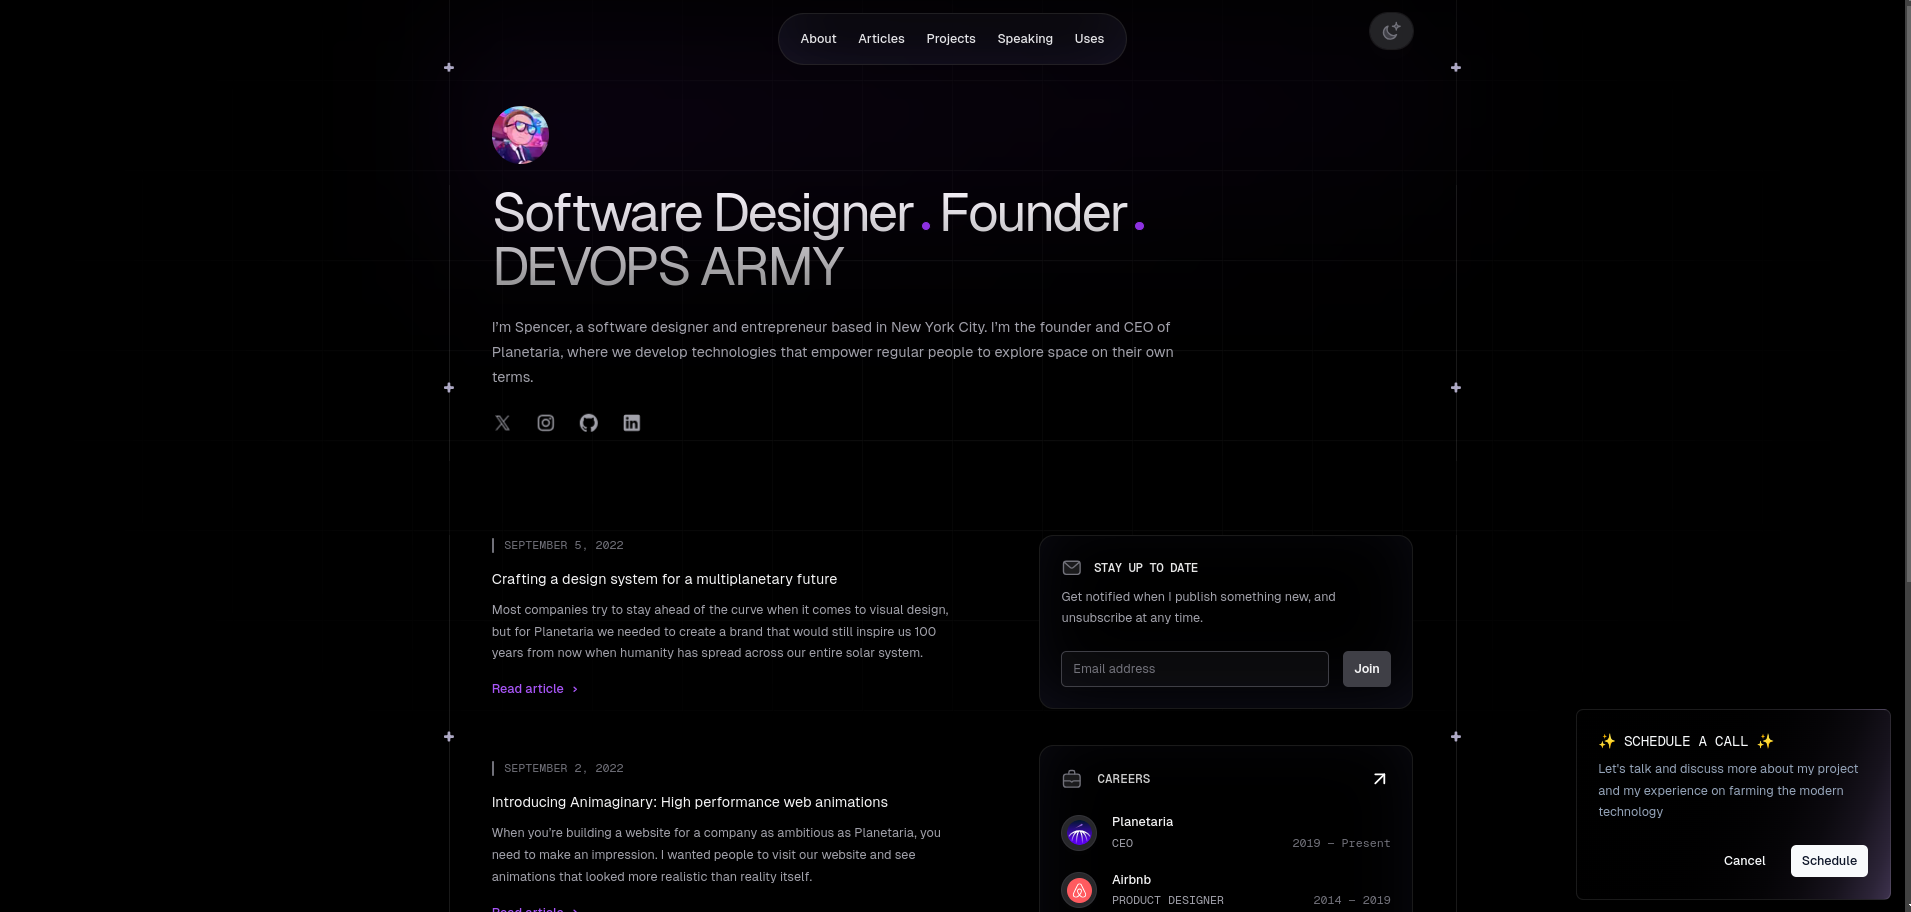 About Articles Projects Speaking Uses
Software Designer. Founder.
DEVOPS ARMY
I’m Spencer, a software designer and entrepreneur based in New York City. I’m the founder and CEO of
Planetaria, where we develop technologies that empower regular people to explore space on their own
terms.
SEPTEMBER 5, 2022
Crafting a design system for a multiplanetary future
Most companies try to stay ahead of the curve when it comes to visual design,
but for Planetaria we needed to create a brand that would still inspire us 100
years from now when humanity has spread across our entire solar system.
Read article
SEPTEMBER 2, 2022
Introducing Animaginary: High performance web animations
When you’re building a website for a company as ambitious as Planetaria, you
need to make an impression. I wanted people to visit our website and see
animations that looked more realistic than reality itself.
Read article
STAY UP TO DATE
Get notified when I publish something new, and
unsubscribe at any time.
Email address
Join
CAREERS
Planetaria
CEO 2019 — Present
Airbnb
PRODUCT DESIGNER 2014 — 2019
✨ SCHEDULE A CALL ✨
Let's talk and discuss more about my project
and my experience on farming the modern
technology
Cancel Schedule